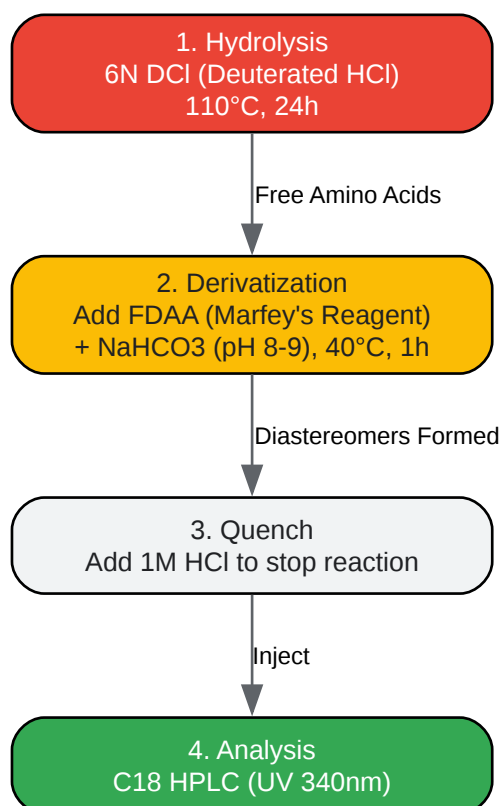 1. Hydrolysis
6N DCl (Deuterated HCl)
110°C, 24h
Free Amino Acids
2. Derivatization
Add FDAA (Marfey's Reagent)
+ NaHCO3 (pH 8-9), 40°C, 1h
Diastereomers Formed
3. Quench
Add 1M HCl to stop reaction
Inject
4. Analysis
C18 HPLC (UV 340nm)